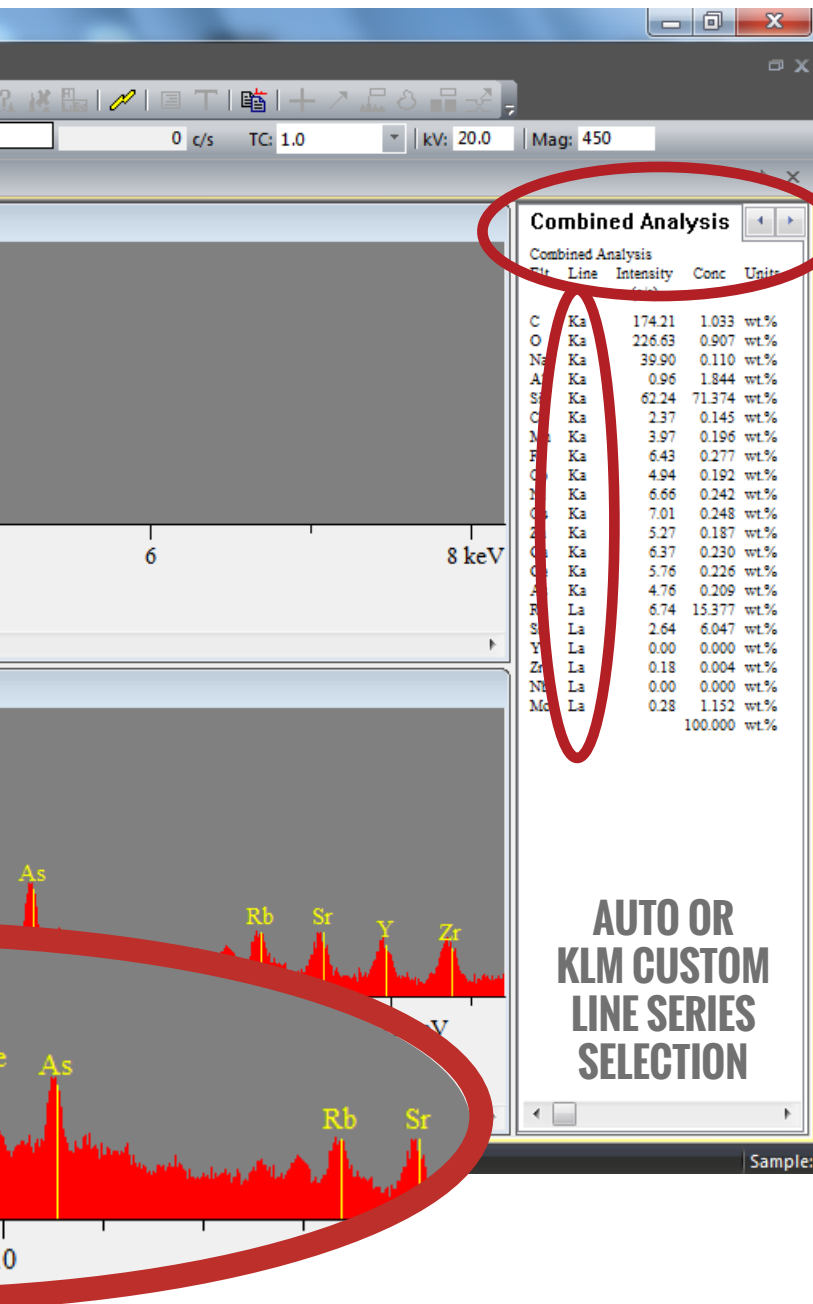 0 c/s TC: 1.0 kV: 20.0 Mag: 450
Combined Analysis
Combined Analysis
Line Intensity Conc Units
C Ka 174.21 1.033 wt.%
O Ka 226.63 0.907 wt.%
Na Ka 39.90 0.110 wt.%
Ka 0.96 1.844 wt.%
Ka 62.24 71.374 wt.%
Ka 2.37 0.145 wt.%
Ka 3.97 0.196 wt.%
Ka 6.43 0.277 wt.%
Ka 4.94 0.192 wt.%
Ka 6.66 0.242 wt.%
Ka 7.01 0.248 wt.%
Ka 5.27 0.187 wt.%
Ka 6.37 0.230 wt.%
Ka 5.76 0.226 wt.%
Ka 4.76 0.209 wt.%
La 6.74 15.377 wt.%
La 2.64 6.047 wt.%
Y La 0.00 0.000 wt.%
Zr La 0.18 0.004 wt.%
Nb La 0.00 0.000 wt.%
Mo La 0.28 1.152 wt.%
100.000 wt.%
6 8 keV
As
Rb Sr Y Zr
As
Rb Sr
AUTO OR
KLM CUSTOM
LINE SERIES
SELECTION
Sample: